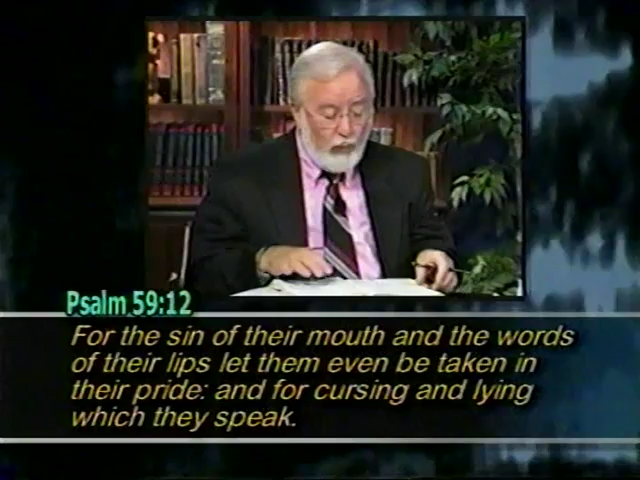 Psalm 59:12
For the sin of their mouth and the words
of their lips let them even be taken in
their pride: and for cursing and lying
which they speak.